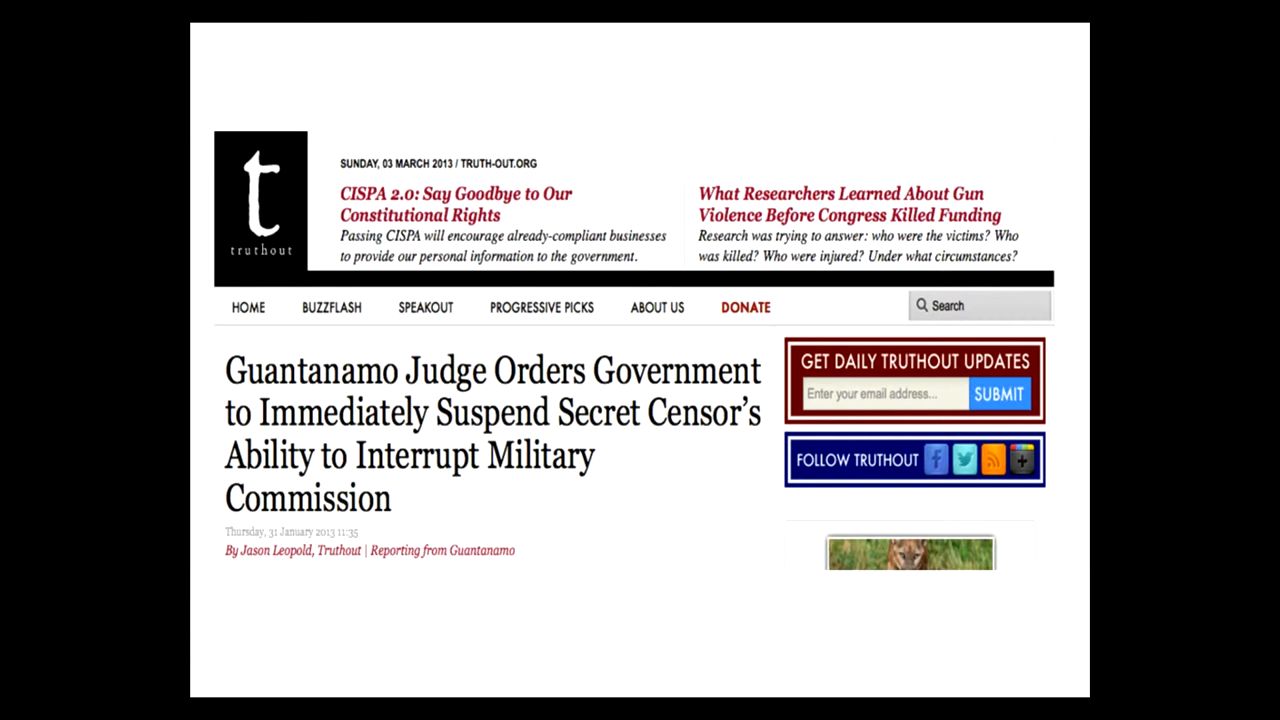 t
truthout
SUNDAY, 03 MARCH 2013 / TRUTH-OUT.ORG
CISPA 2.0: Say Goodbye to Our
Constitutional Rights
Passing CISPA will encourage already-compliant businesses
to provide our personal information to the government.
What Researchers Learned About Gun
Violence Before Congress Killed Funding
Research was trying to answer: who were the victims? Who
was killed? Who were injured? Under what circumstances?
HOME BUZZFLASH SPEAKOUT PROGRESSIVE PICKS ABOUT US DONATE Search
Guantanamo Judge Orders Government
to Immediately Suspend Secret Censor’s
Ability to Interrupt Military
Commission
Thursday, 31 January 2013 11:35
By Jason Leopold, Truthout | Reporting from Guantanamo
GET DAILY TRUTHOUT UPDATES
Enter your email address... SUBMIT
FOLLOW TRUTHOUT